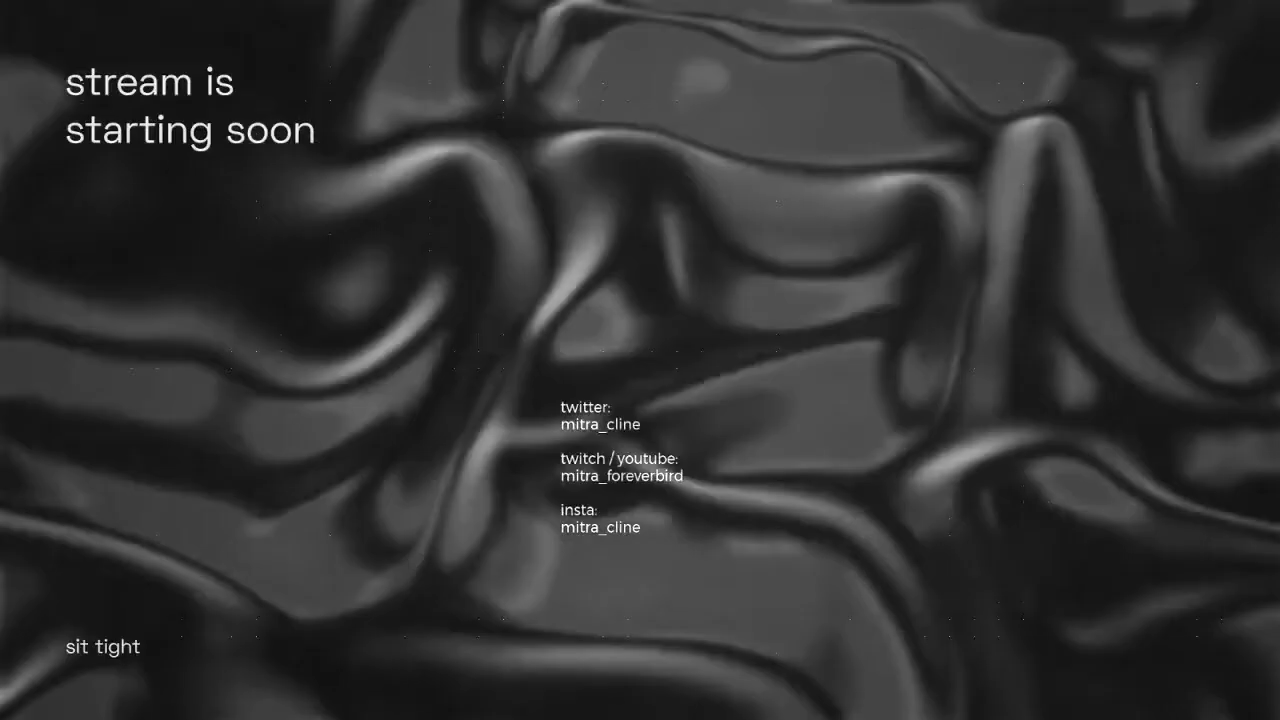 stream is
starting soon
twitter:
mitra_cline
twitch / youtube:
mitra_foreverbird
insta:
mitra_cline
sit tight